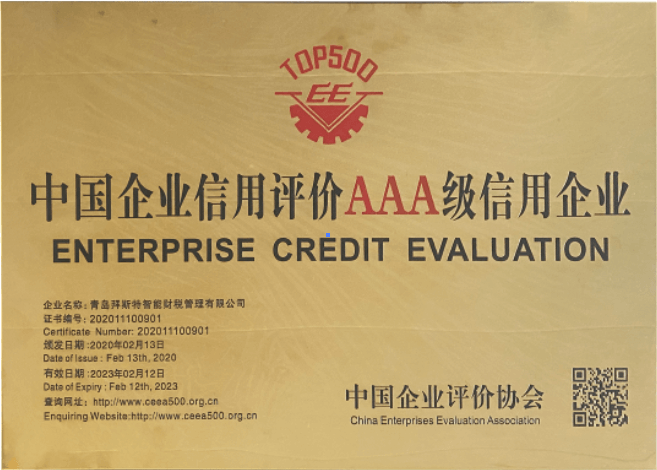 TOP500
EE
中国企业信用评价AAA级信用企业
ENTERPRISE CREDIT EVALUATION
企业名称：青岛拜斯特智能财税管理有限公司
证书编号：202011100901
Certificate Number: 202011100901
颁发日期：2020年02月13日
Date of Issue : Feb 13th, 2020
有效日期：2023年02月12日
Date of Expiry : Feb 12th, 2023
查询网址：http://www.ceea500.org.cn
Enquiring Website:http://www.ceea500.org.cn
中国企业评价协会
China Enterprises Evaluation Association